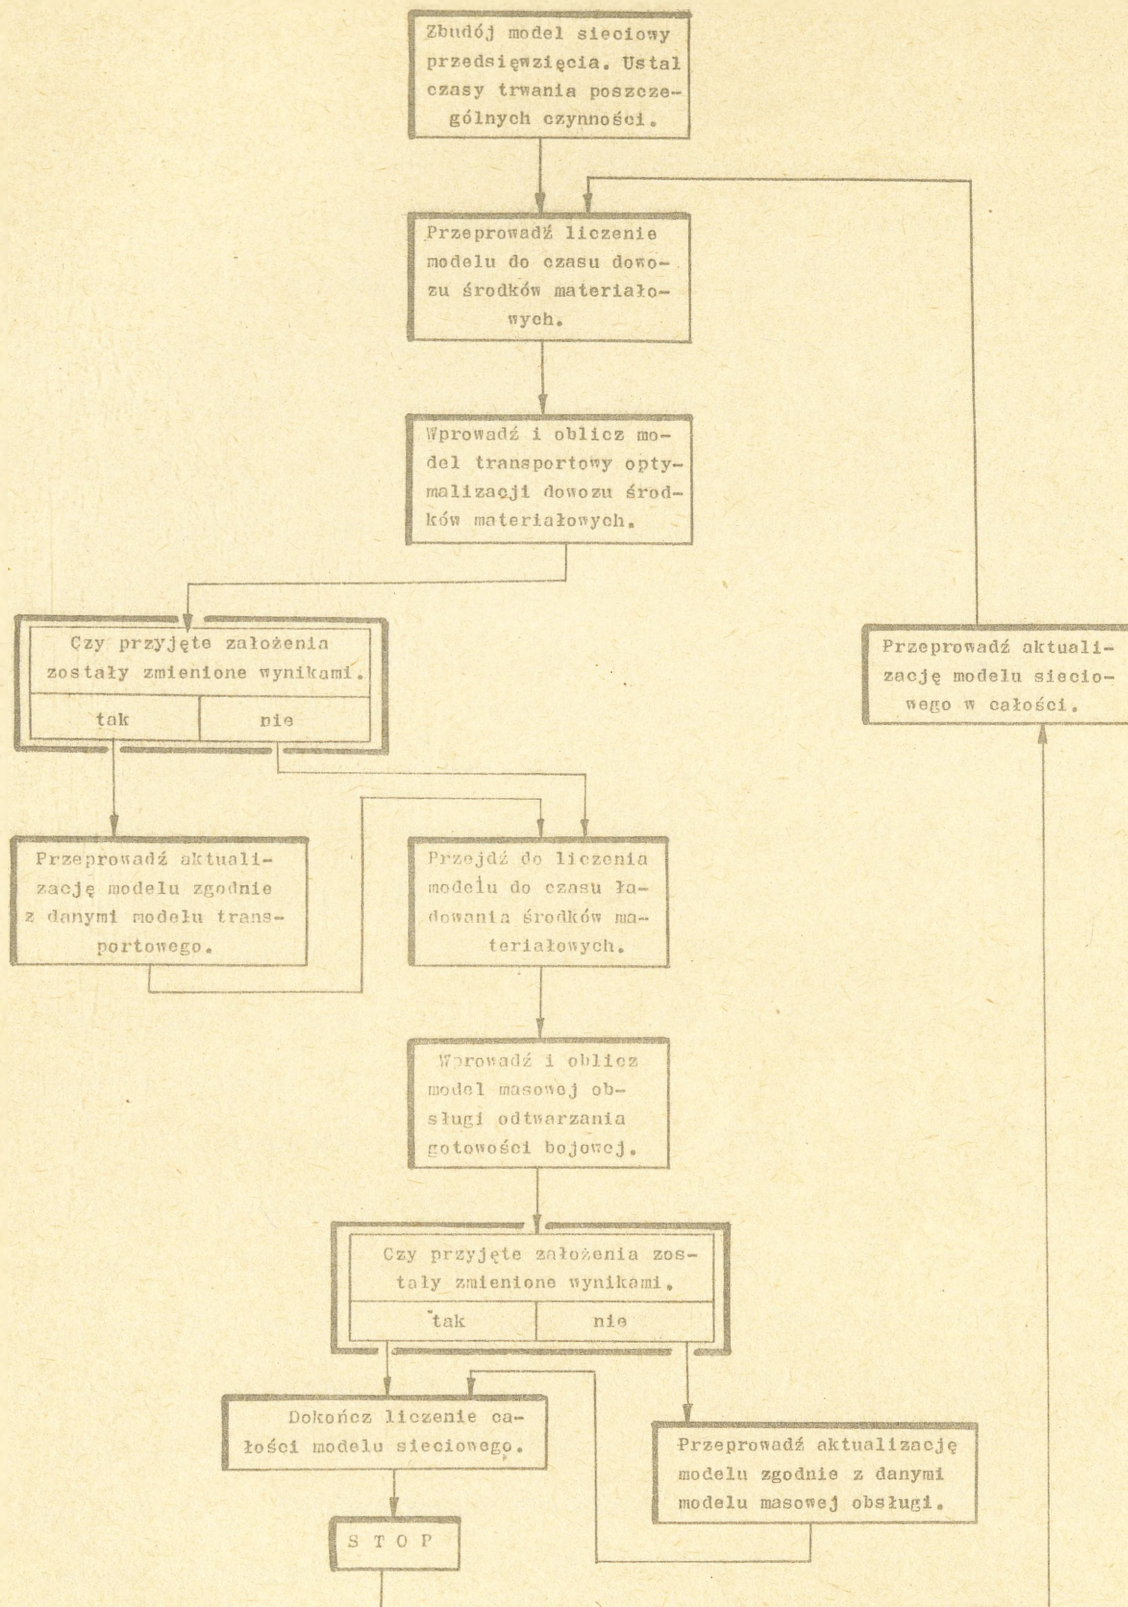 Zbudój model sieciowy
przedsięwzięcia. Ustal
czasy trwania poszcze-
gólnych czynności.
Przeprowadź liczenie
modelu do czasu dowo-
zu środków materiało-
wych.
Wprowadź i oblicz mo-
del transportowy opty-
malizacji dowozu środ-
ków materiałowych.
Czy przyjęte założenia
zostały zmienione wynikami.
tak
nie
Przeprowadź aktuali-
zację modelu siecio-
wego w całości.
Przeprowadź aktuali-
zację modelu zgodnie
z danymi modelu trans-
portowego.
Przejdź do liczenia
modelu do czasu ła-
dowania środków ma-
teriałowych.
Wprowadź i oblicz
model masowej ob-
sługi odtwarzania
gotowości bojowej.
Czy przyjęte założenia zos-
tały zmienione wynikami.
tak
nie
Dokończ liczenie ca-
łości modelu sieciowego.
Przeprowadź aktualizację
modelu zgodnie z danymi
modelu masowej obsługi.
S T O P